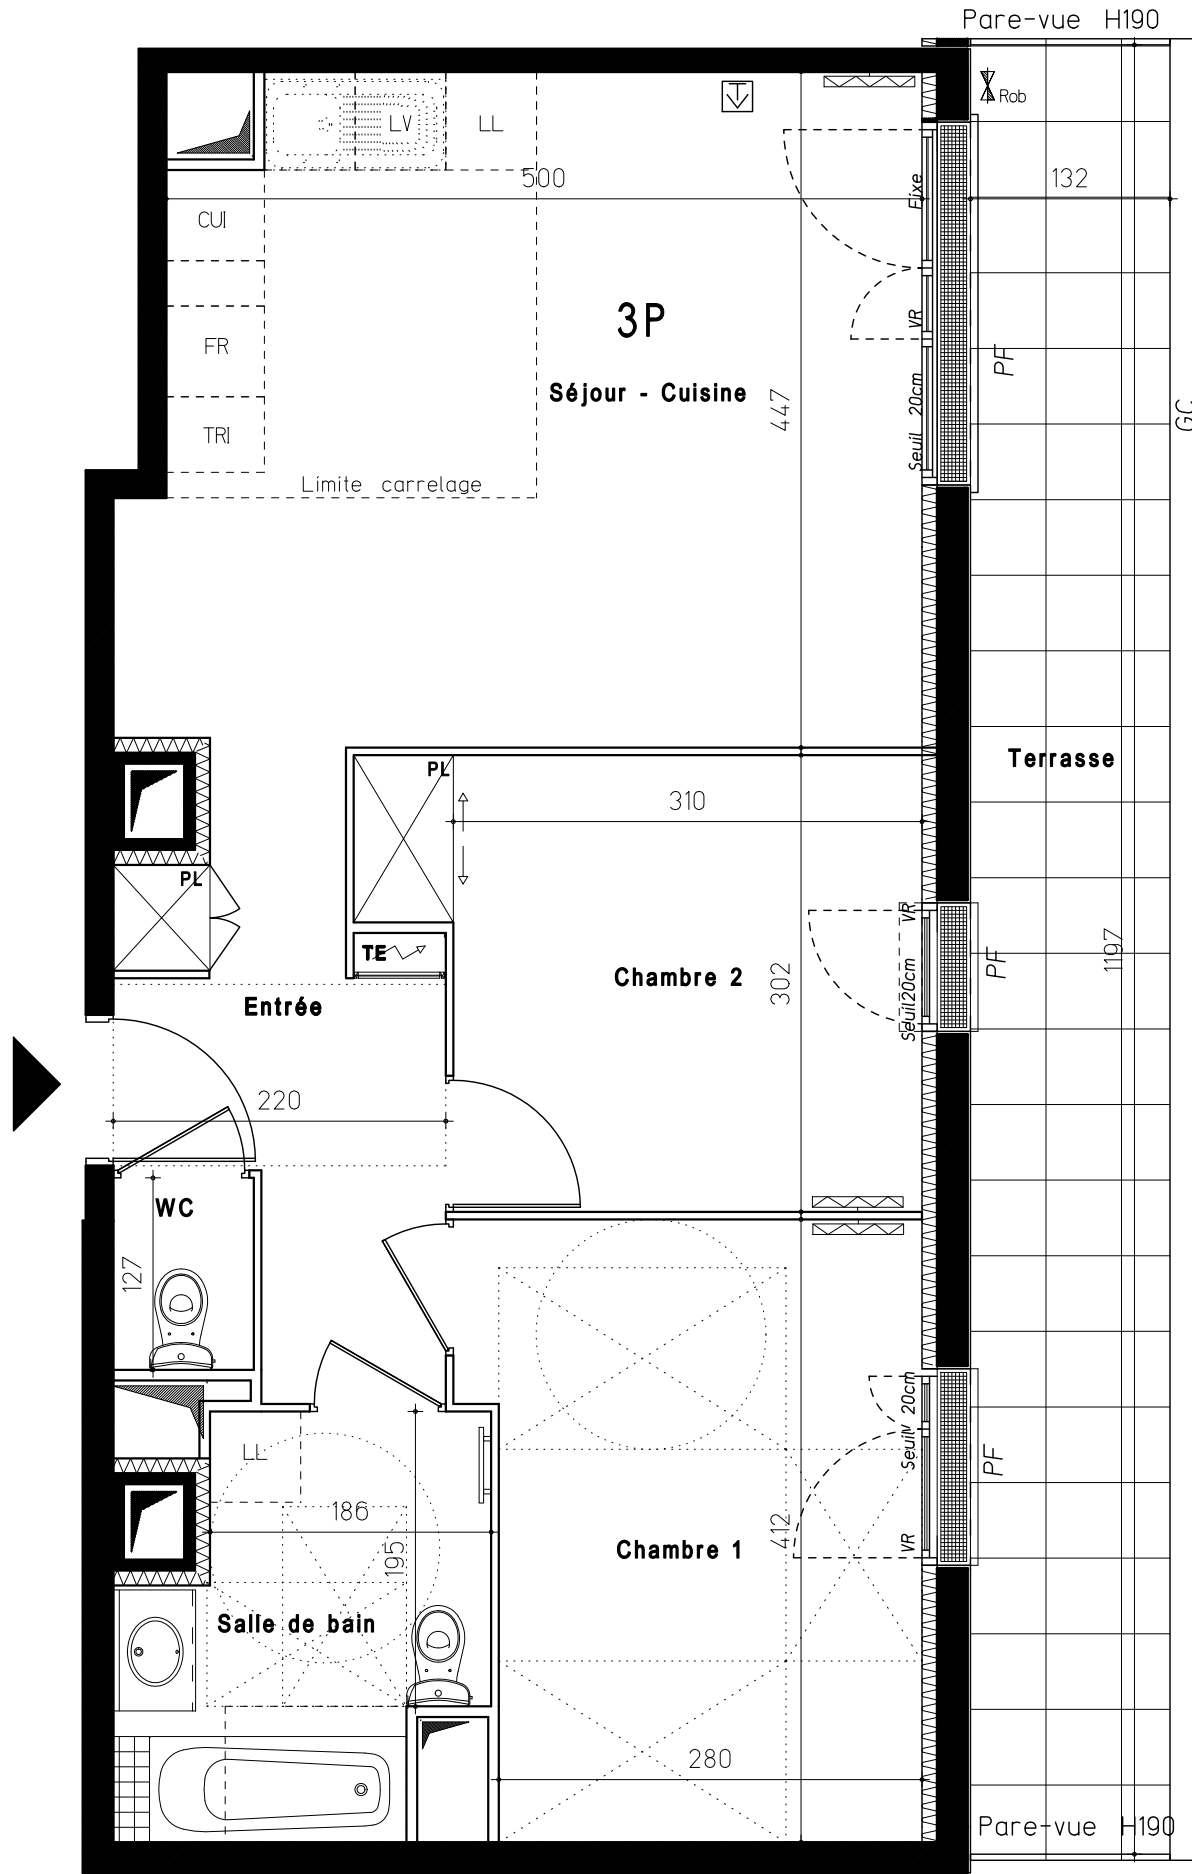 Pare-vue H190
Rob
LV
LL
500
132
CUI
Fixe
3P
VR
FR
PF
Séjour - Cuisine
447
Seuil 20cm
GC
TRI
Limite carrelage
Terrasse
PL
310
PL
VR
TE
Chambre 2
302
Seuil20cm
PF
1197
Entrée
220
WC
127
Seuil 20cm
LL
PF
186
412
VR
195
Chambre 1
Salle de bain
280
Pare-vue H190